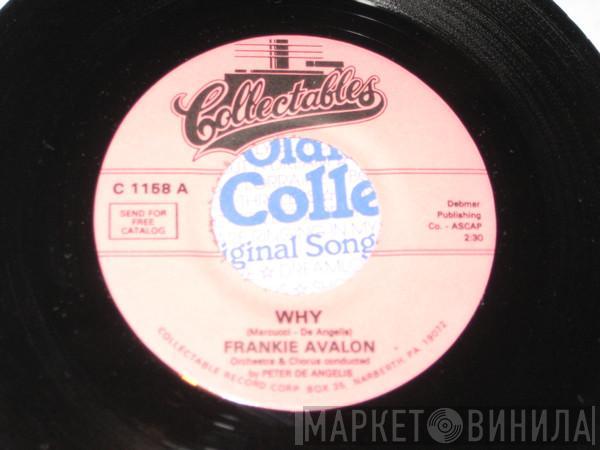 Collectables
C 1158 A
SEND FOR
FREE
CATALOG
Debmar
Publishing
Co. - ASCAP
2:30
Colle
iginal Song
DREAML
WHY
(Marcucci - De Angelis)
FRANKIE AVALON
Orchestra & Chorus conducted
by PETER DE ANGELIS
COLLECTABLE RECORD CORP. BOX 35, NARBERTH, PA 19072
МАРКЕТ ВИНИЛА